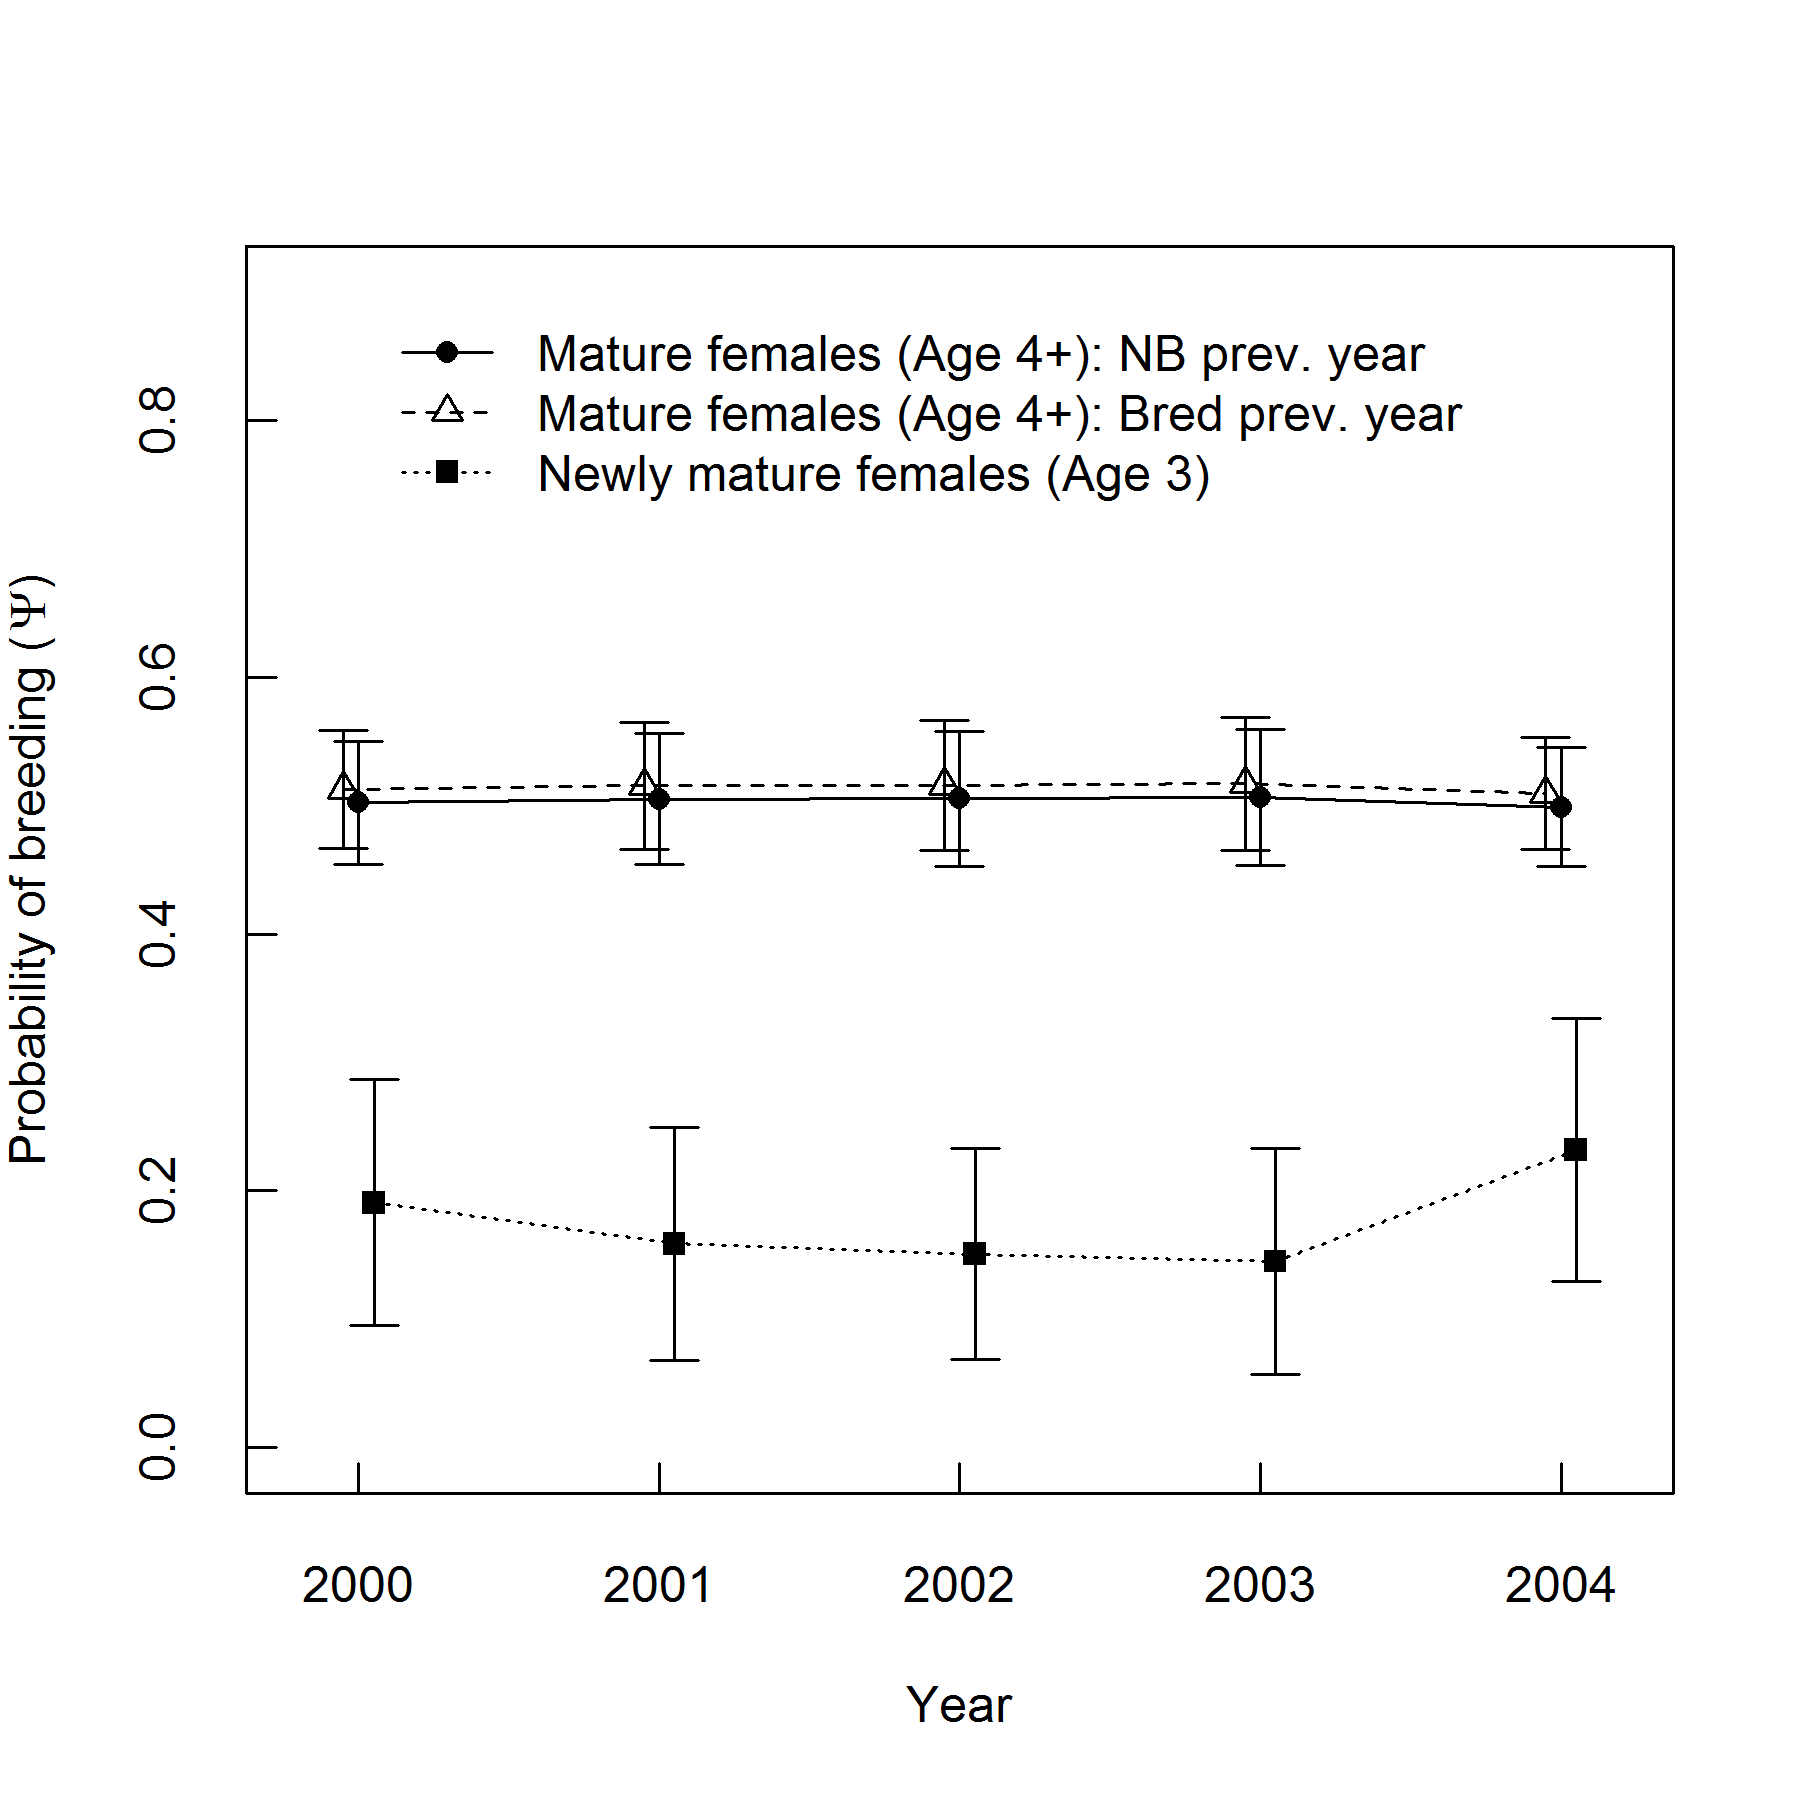 Mature females (Age 4+): NB prev. year
Mature females (Age 4+): Bred prev. year
Newly mature females (Age 3)
Probability of breeding (Ψ)
0.8
0.6
0.4
0.2
0.0
2000 2001 2002 2003 2004
Year